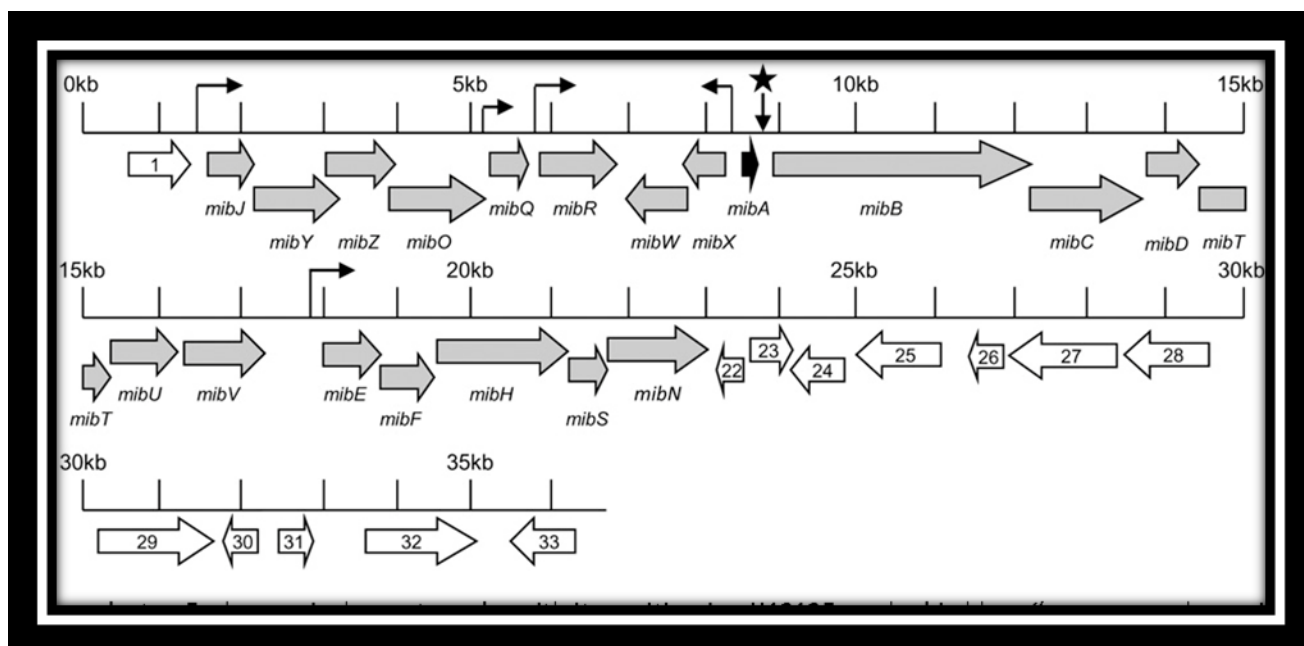 0kb 5kb 10kb 15kb
1
mibJ mibQ mibR mibA mibB
mibY mibZ mibO mibW mibX mibC mibD mibT
15kb 20kb 25kb 30kb
23
22 24 25 26 27 28
mibU mibV mibE mibH mibN
mibT mibF mibS
30kb 35kb
29 30 31 32 33